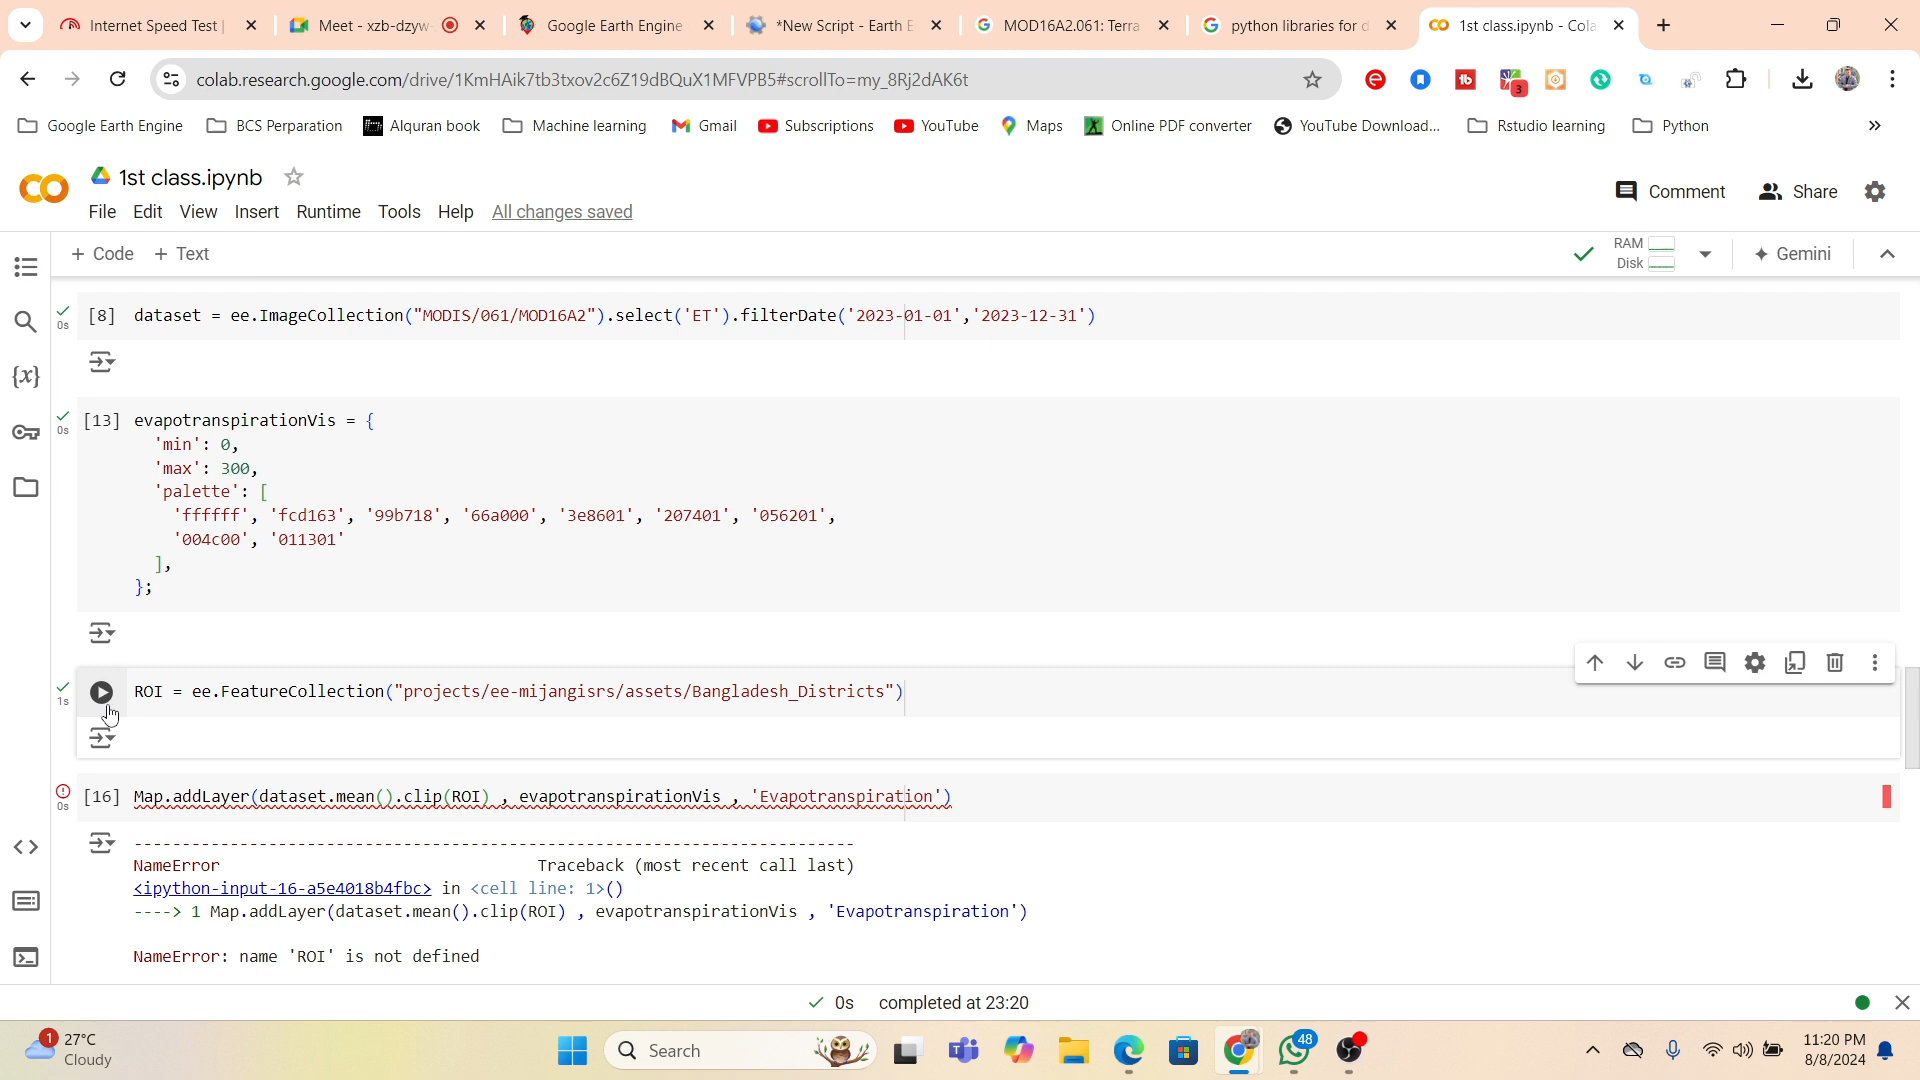 Internet Speed Test
Meet - xzb-dzyw
Google Earth Engine
*New Script - Earth E
MOD16A2.061: Terra
python libraries for d
1st class.ipynb - Cola
colab.research.google.com/drive/1KmHAik7tb3txov2c6Z19dBQuX1MFVPB5#scrollTo=my_8Rj2dAK6t
3
Google Earth Engine
BCS Perparation
Alquran book
Machine learning
Gmail
Subscriptions
YouTube
Maps
Online PDF converter
YouTube Download...
Rstudio learning
Python
»
CO
1st class.ipynb
Comment
Share
File Edit View Insert Runtime Tools Help All changes saved
+ Code + Text
RAM
Disk
Gemini
0s
[8] dataset = ee.ImageCollection("MODIS/061/MOD16A2").select('ET').filterDate('2023-01-01','2023-12-31')
0s
[13] evapotranspirationVis = {
'min': 0,
'max': 300,
'palette': [
'ffffff', 'fcd163', '99b718', '66a000', '3e8601', '207401', '056201',
'004c00', '011301'
],
};
1s
ROI = ee.FeatureCollection("projects/ee-mijangisrs/assets/Bangladesh_Districts")
0s
[16] Map.addLayer(dataset.mean().clip(ROI) , evapotranspirationVis , 'Evapotranspiration')
---------------------------------------------------------------------------
NameError Traceback (most recent call last)
<ipython-input-16-a5e4018b4fbc> in <cell line: 1>()
----> 1 Map.addLayer(dataset.mean().clip(ROI) , evapotranspirationVis , 'Evapotranspiration')
NameError: name 'ROI' is not defined
0s completed at 23:20
1
27°C
Cloudy
Search
48
11:20 PM
8/8/2024